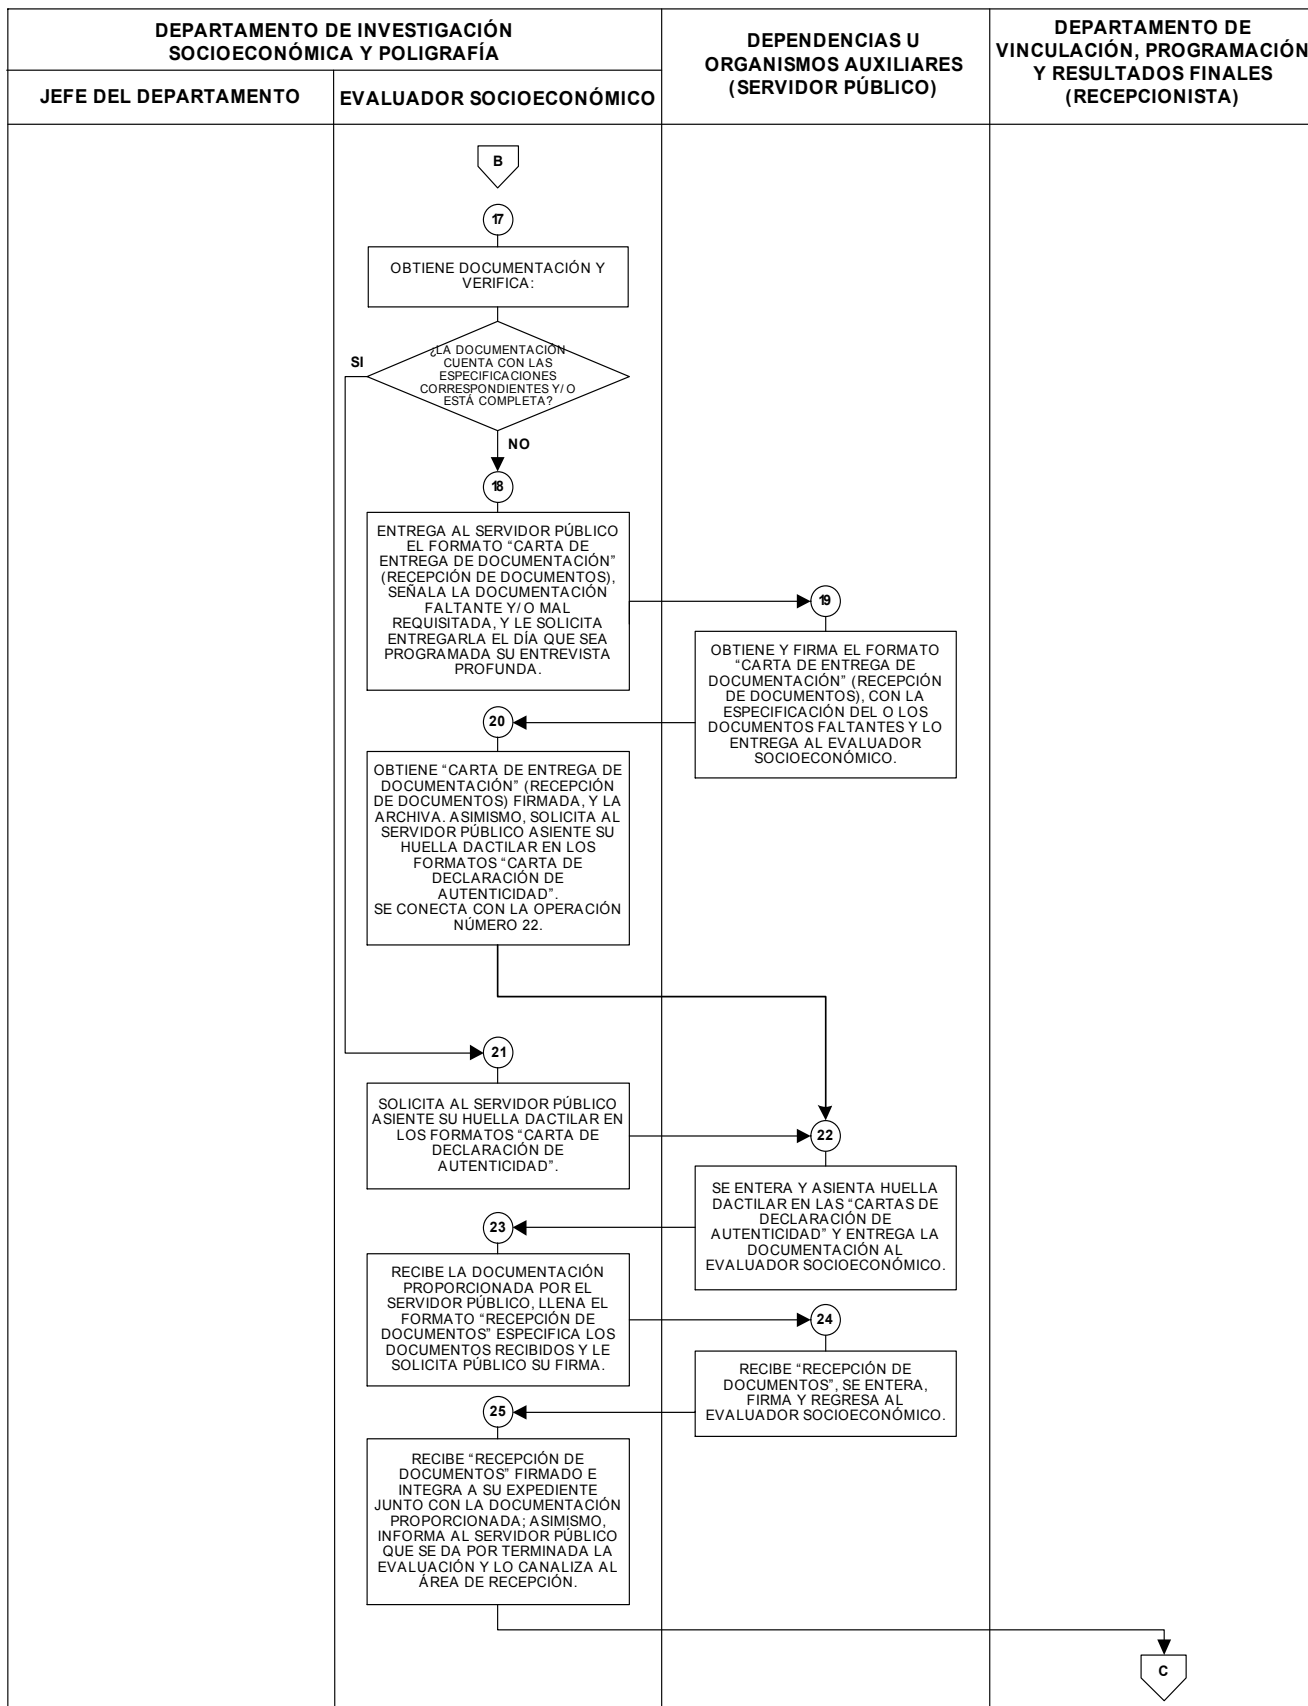 DEPARTAMENTO DE INVESTIGACIÓN
SOCIOECONÓMICA Y POLIGRAFÍA
JEFE DEL DEPARTAMENTO
EVALUADOR SOCIOECONÓMICO
DEPENDENCIAS U
ORGANISMOS AUXILIARES
(SERVIDOR PÚBLICO)
DEPARTAMENTO DE
VINCULACIÓN, PROGRAMACIÓN
Y RESULTADOS FINALES
(RECEPCIONISTA)
B
17
OBTIENE DOCUMENTACIÓN Y
VERIFICA:
SI
¿LA DOCUMENTACIÓN
CUENTA CON LAS
ESPECIFICACIONES
CORRESPONDIENTES Y/ O
ESTÁ COMPLETA?
NO
18
ENTREGA AL SERVIDOR PÚBLICO
EL FORMATO “CARTA DE
ENTREGA DE DOCUMENTACIÓN”
(RECEPCIÓN DE DOCUMENTOS),
SEÑALA LA DOCUMENTACIÓN
FALTANTE Y/ O MAL
REQUISITADA, Y LE SOLICITA
ENTREGARLA EL DÍA QUE SEA
PROGRAMADA SU ENTREVISTA
PROFUNDA.
19
OBTIENE Y FIRMA EL FORMATO
“CARTA DE ENTREGA DE
DOCUMENTACIÓN” (RECEPCIÓN
DE DOCUMENTOS), CON LA
ESPECIFICACIÓN DEL O LOS
DOCUMENTOS FALTANTES Y LO
ENTREGA AL EVALUADOR
SOCIOECONÓMICO.
20
OBTIENE “CARTA DE ENTREGA DE
DOCUMENTACIÓN” (RECEPCIÓN
DE DOCUMENTOS) FIRMADA, Y LA
ARCHIVA. ASIMISMO, SOLICITA AL
SERVIDOR PÚBLICO ASIENTE SU
HUELLA DACTILAR EN LOS
FORMATOS “CARTA DE
DECLARACIÓN DE
AUTENTICIDAD”.
SE CONECTA CON LA OPERACIÓN
NÚMERO 22.
21
SOLICITA AL SERVIDOR PÚBLICO
ASIENTE SU HUELLA DACTILAR EN
LOS FORMATOS “CARTA DE
DECLARACIÓN DE
AUTENTICIDAD”.
22
SE ENTERA Y ASIENTA HUELLA
DACTILAR EN LAS “CARTAS DE
DECLARACIÓN DE
AUTENTICIDAD” Y ENTREGA LA
DOCUMENTACIÓN AL
EVALUADOR SOCIOECONÓMICO.
23
RECIBE LA DOCUMENTACIÓN
PROPORCIONADA POR EL
SERVIDOR PÚBLICO, LLENA EL
FORMATO “RECEPCIÓN DE
DOCUMENTOS” ESPECIFICA LOS
DOCUMENTOS RECIBIDOS Y LE
SOLICITA PÚBLICO SU FIRMA.
24
RECIBE “RECEPCIÓN DE
DOCUMENTOS”, SE ENTERA,
FIRMA Y REGRESA AL
EVALUADOR SOCIOECONÓMICO.
25
RECIBE “RECEPCIÓN DE
DOCUMENTOS” FIRMADO E
INTEGRA A SU EXPEDIENTE
JUNTO CON LA DOCUMENTACIÓN
PROPORCIONADA; ASIMISMO,
INFORMA AL SERVIDOR PÚBLICO
QUE SE DA POR TERMINADA LA
EVALUACIÓN Y LO CANALIZA AL
ÁREA DE RECEPCIÓN.
C